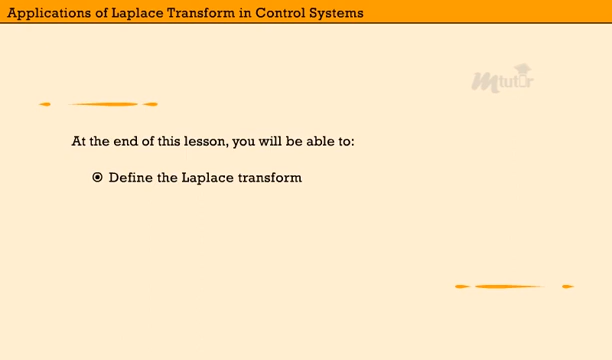 Applications of Laplace Transform in Control Systems
mtutor
At the end of this lesson, you will be able to:
Define the Laplace transform